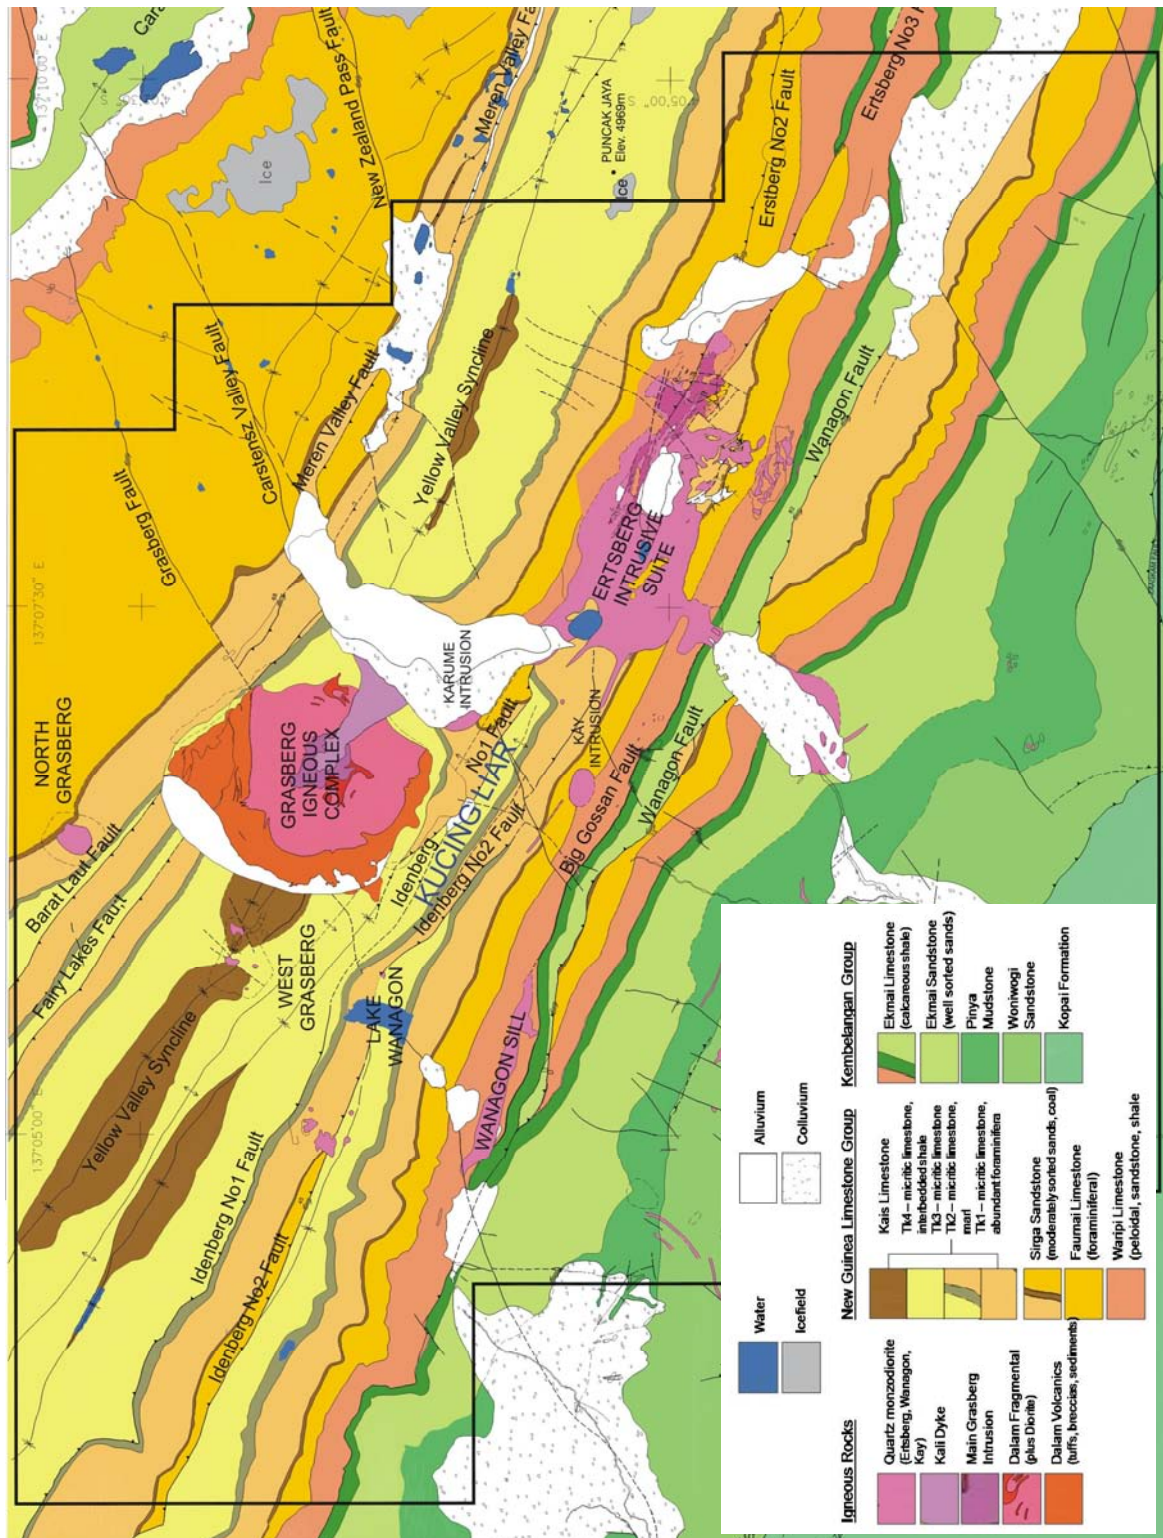 Cara
137°10'00" E
New Zealand Pass Fault
Meren Valley Fa
Ice
PUNCAK JAYA
Elev. 4969m
Ice
4°05'00" S
Erstberg No2 Fault
Ertsberg No3 F
Grasberg Fault
Carstensz Valley Fault
Meren Valley Fault
Yellow Valley Syncline
Wanagon Fault
137°07'30" E
NORTH
GRASBERG
GRASBERG
IGNEOUS
COMPLEX
KARUME
INTRUSION
ERTSBERG
INTRUSIVE
SUITE
Barat Laut Fault
Fairy Lakes Fault
Idenberg
No1 Fault
KUCING LIAR
Idenberg No2 Fault
KAY
INTRUSION
Big Gossan Fault
Wanagon Fault
WEST
GRASBERG
LAKE
WANAGON
Yellow Valley Syncline
WANAGON SILL
137°05'00" E
Idenberg No1 Fault
Idenberg No2 Fault
Water
Icefield
Alluvium
Colluvium
Igneous Rocks
Quartz monzodiorite
(Ertsberg, Wanagon,
Kay)
Kali Dyke
Main Grasberg
Intrusion
Dalam Fragmental
(plus Diorite)
Dalam Volcanics
(tuffs, breccias, sediments)
New Guinea Limestone Group
Kais Limestone
Tk4 – micritic limestone,
interbedded shale
Tk3 – micritic limestone
Tk2 – micritic limestone,
marl
Tk1 – micritic limestone,
abundant foraminifera
Sirga Sandstone
(moderately sorted sands, coal)
Faumai Limestone
(foraminiferal)
Waripi Limestone
(peloidal, sandstone, shale
Kembelangan Group
Ekmai Limestone
(calcareous shale)
Ekmai Sandstone
(well sorted sands)
Pinya
Mudstone
Woniwogi
Sandstone
Kopai Formation